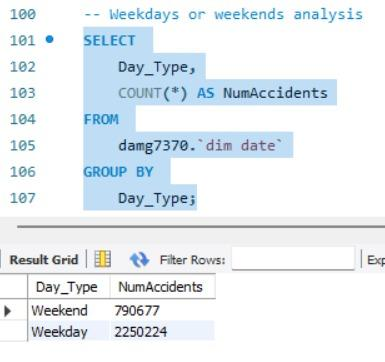 100 -- Weekdays or weekends analysis
101 SELECT
102 Day_Type,
103 COUNT(*) AS NumAccidents
104 FROM
105 damg7370.`dim date`
106 GROUP BY
107 Day_Type;
Result Grid Filter Rows: Exp
Day_Type NumAccidents
Weekend 790677
Weekday 2250224